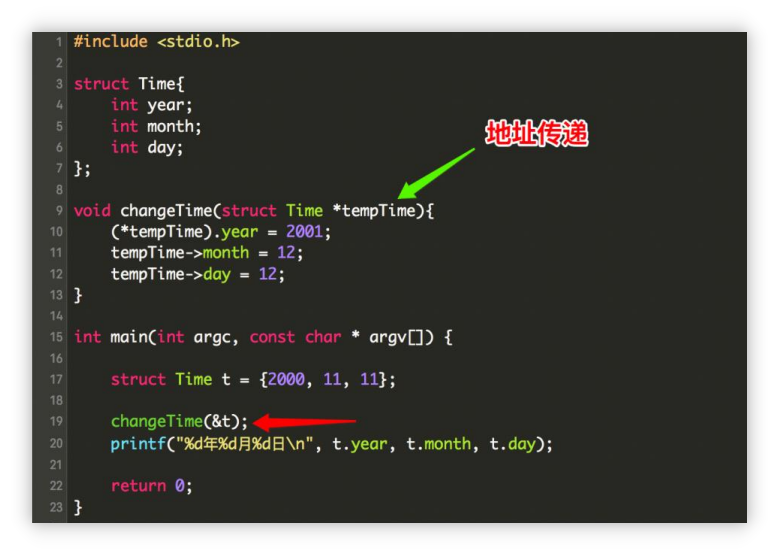 1 #include <stdio.h>
2
3 struct Time{
4     int year;
5     int month;
6     int day;
7 };
8
地址传递
9 void changeTime(struct Time *tempTime){
10     (*tempTime).year = 2001;
11     tempTime->month = 12;
12     tempTime->day = 12;
13 }
14
15 int main(int argc, const char * argv[]) {
16
17     struct Time t = {2000, 11, 11};
18
19     changeTime(&t);
20     printf("%d年%d月%d日\n", t.year, t.month, t.day);
21
22     return 0;
23 }